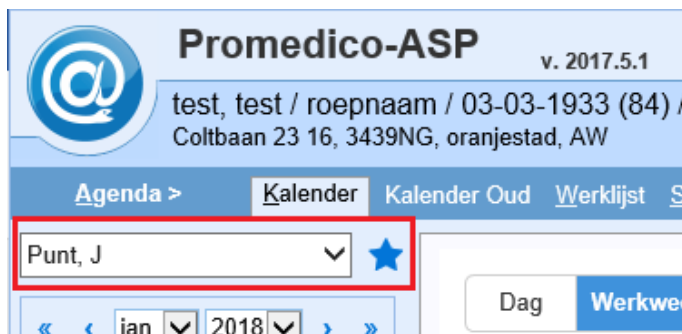 Promedico-ASP v. 2017.5.1
test, test / roepnaam / 03-03-1933 (84) /
Coltbaan 23 16, 3439NG, oranjestad, AW
Agenda > Kalender Kalender Oud Werklijst S
Punt, J
« ‹ jan 2018 › »
Dag Werkwee